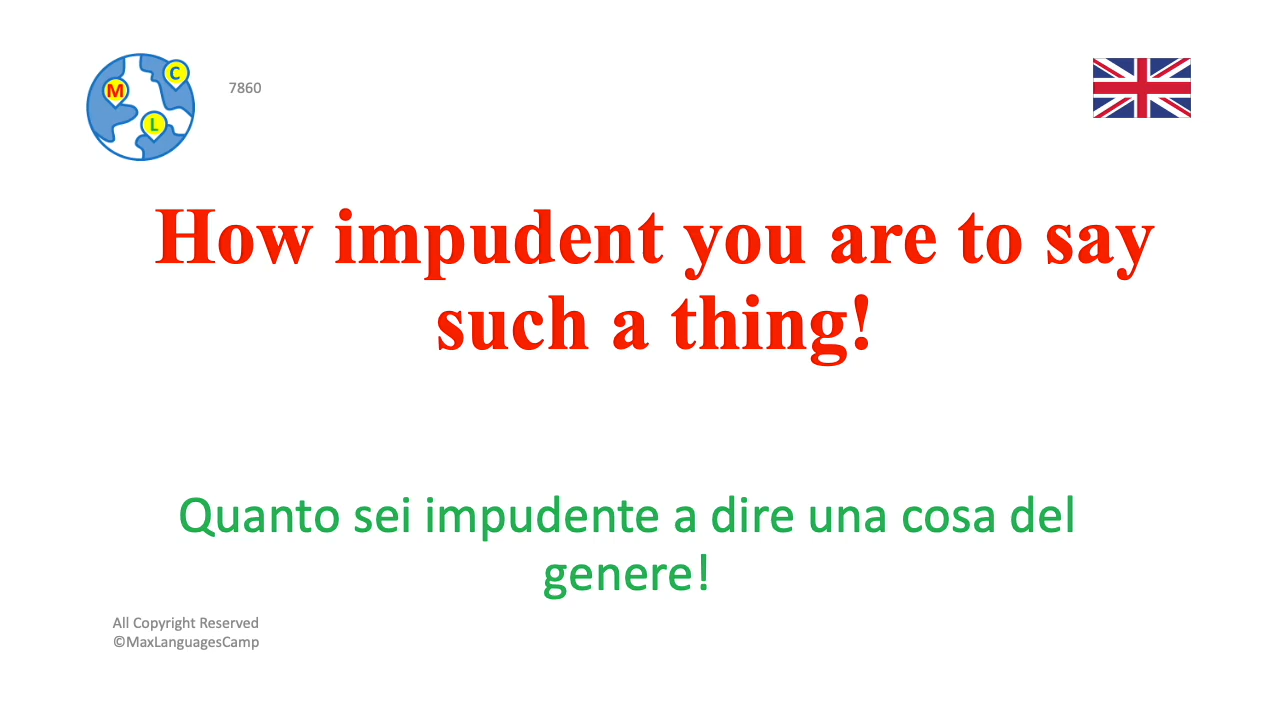 C
M
L
7860
How impudent you are to say
such a thing!
Quanto sei impudente a dire una cosa del
genere!
All Copyright Reserved
©MaxLanguagesCamp